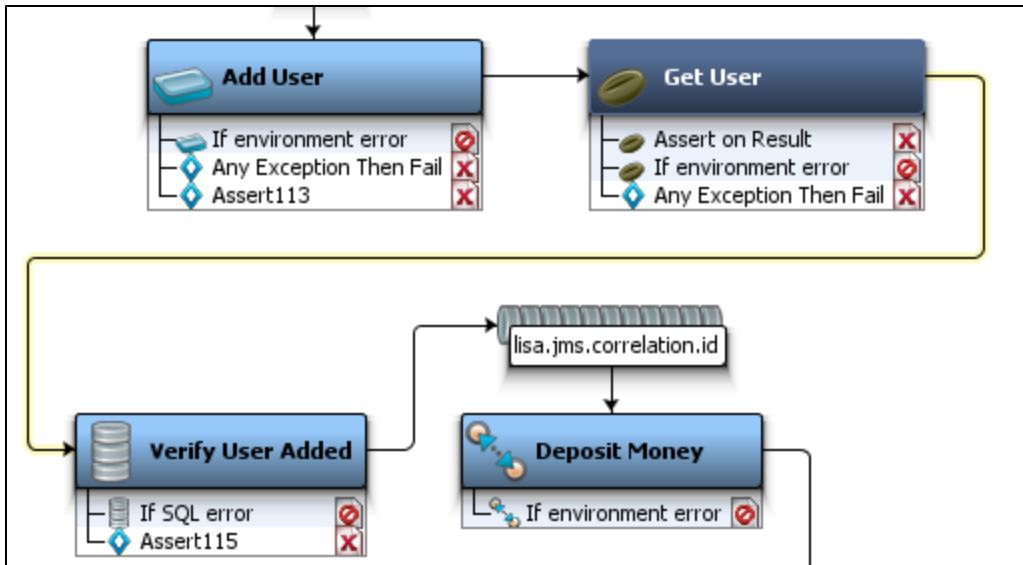 Add User
If environment error
Any Exception Then Fail
Assert113
Get User
Assert on Result
If environment error
Any Exception Then Fail
lisa.jms.correlation.id
Verify User Added
If SQL error
Assert115
Deposit Money
If environment error